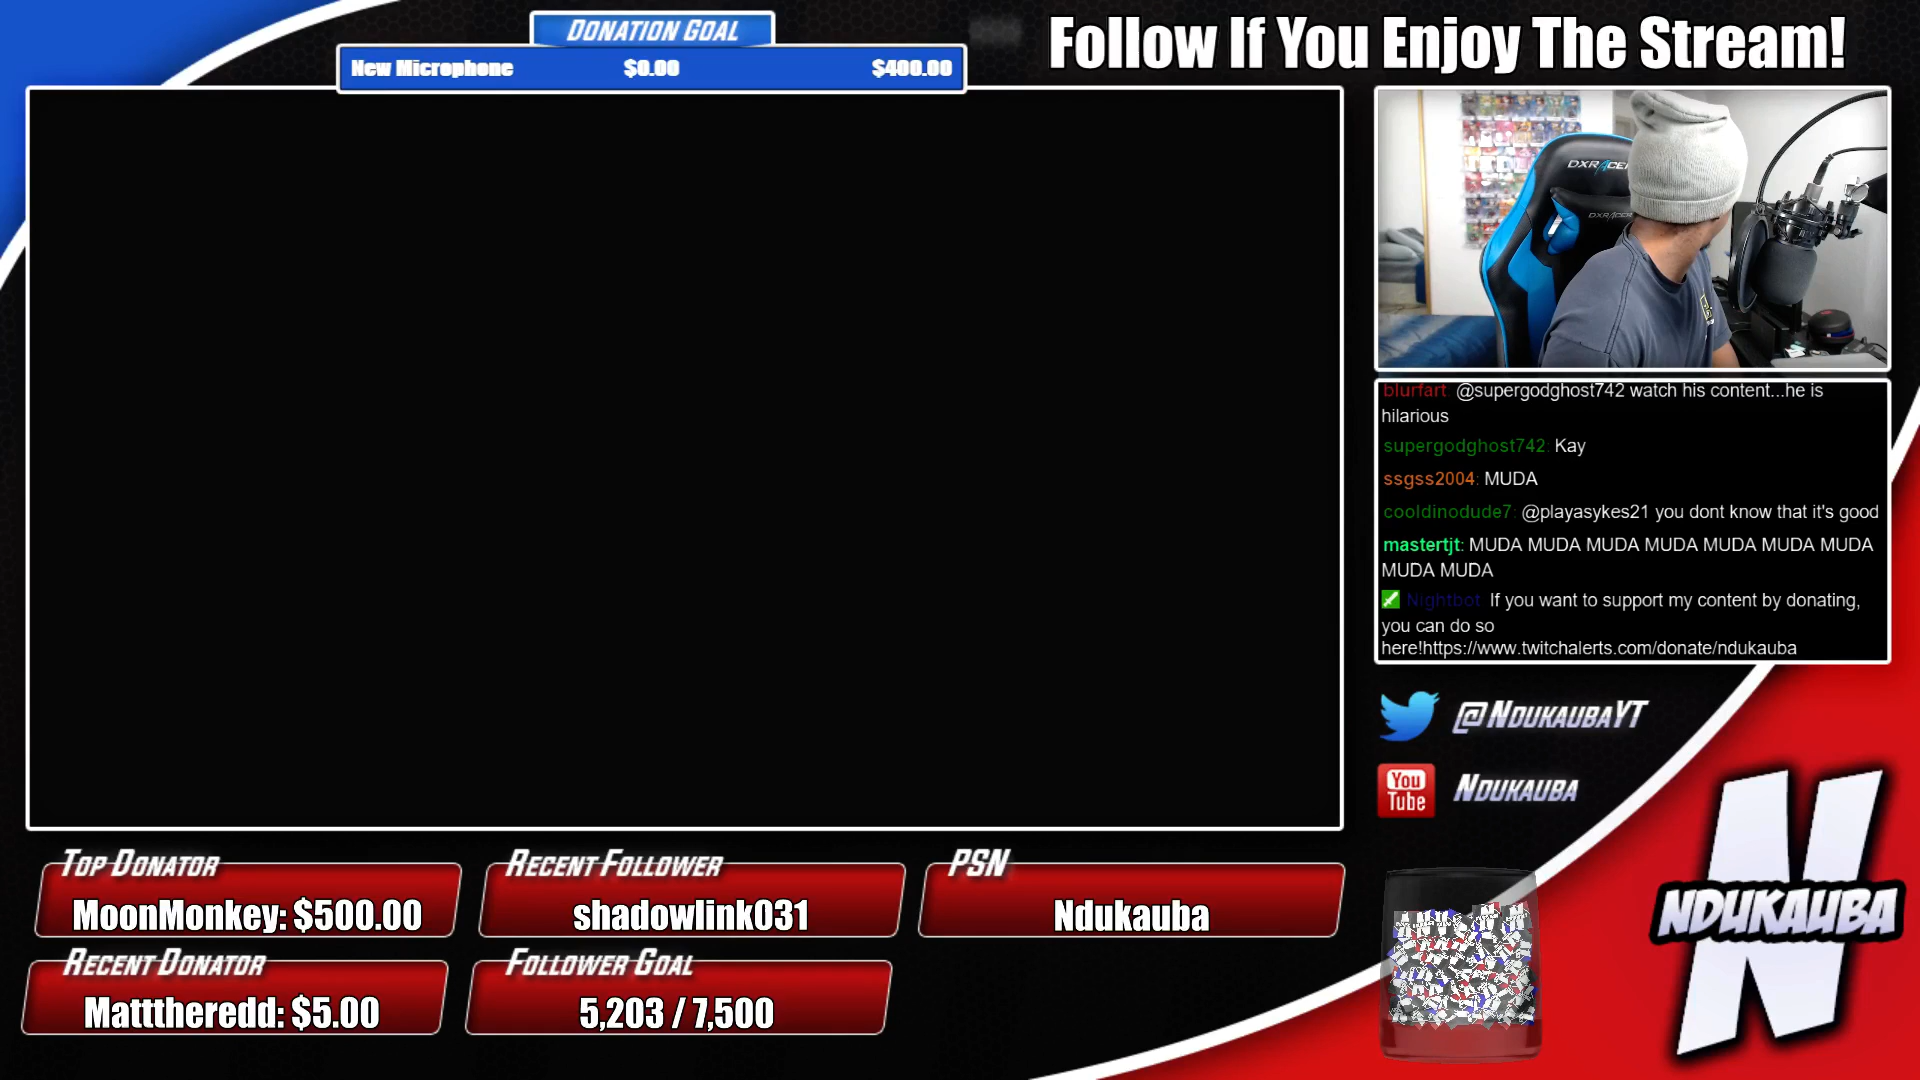 DONATION GOAL
New Microphone $0.00 $400.00
Follow If You Enjoy The Stream!
DXRACER
DXRACER
blurfart: @supergodghost742 watch his content...he is
hilarious
supergodghost742: Kay
ssgss2004: MUDA
cooldinodude7: @playasykes21 you dont know that it's good
mastertjt: MUDA MUDA MUDA MUDA MUDA MUDA MUDA
MUDA MUDA
Nightbot: If you want to support my content by donating,
you can do so
here!https://www.twitchalerts.com/donate/ndukauba
@NDUKAUBAYT
You
Tube
NDUKAUBA
TOP DONATOR
MoonMonkey: $500.00
RECENT FOLLOWER
shadowlink031
PSN
Ndukauba
RECENT DONATOR
Matttheredd: $5.00
FOLLOWER GOAL
5,203 / 7,500
N
NDUKAUBA